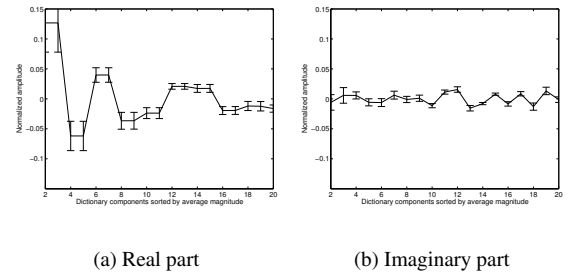 0.15
0.1
0.05
0
−0.05
−0.1
Normalized amplitude
2 4 6 8 10 12 14 16 18 20
Dictionary components sorted by average magnitude
(a) Real part
0.15
0.1
0.05
0
−0.05
−0.1
Normalized amplitude
2 4 6 8 10 12 14 16 18 20
Dictionary components sorted by average magnitude
(b) Imaginary part